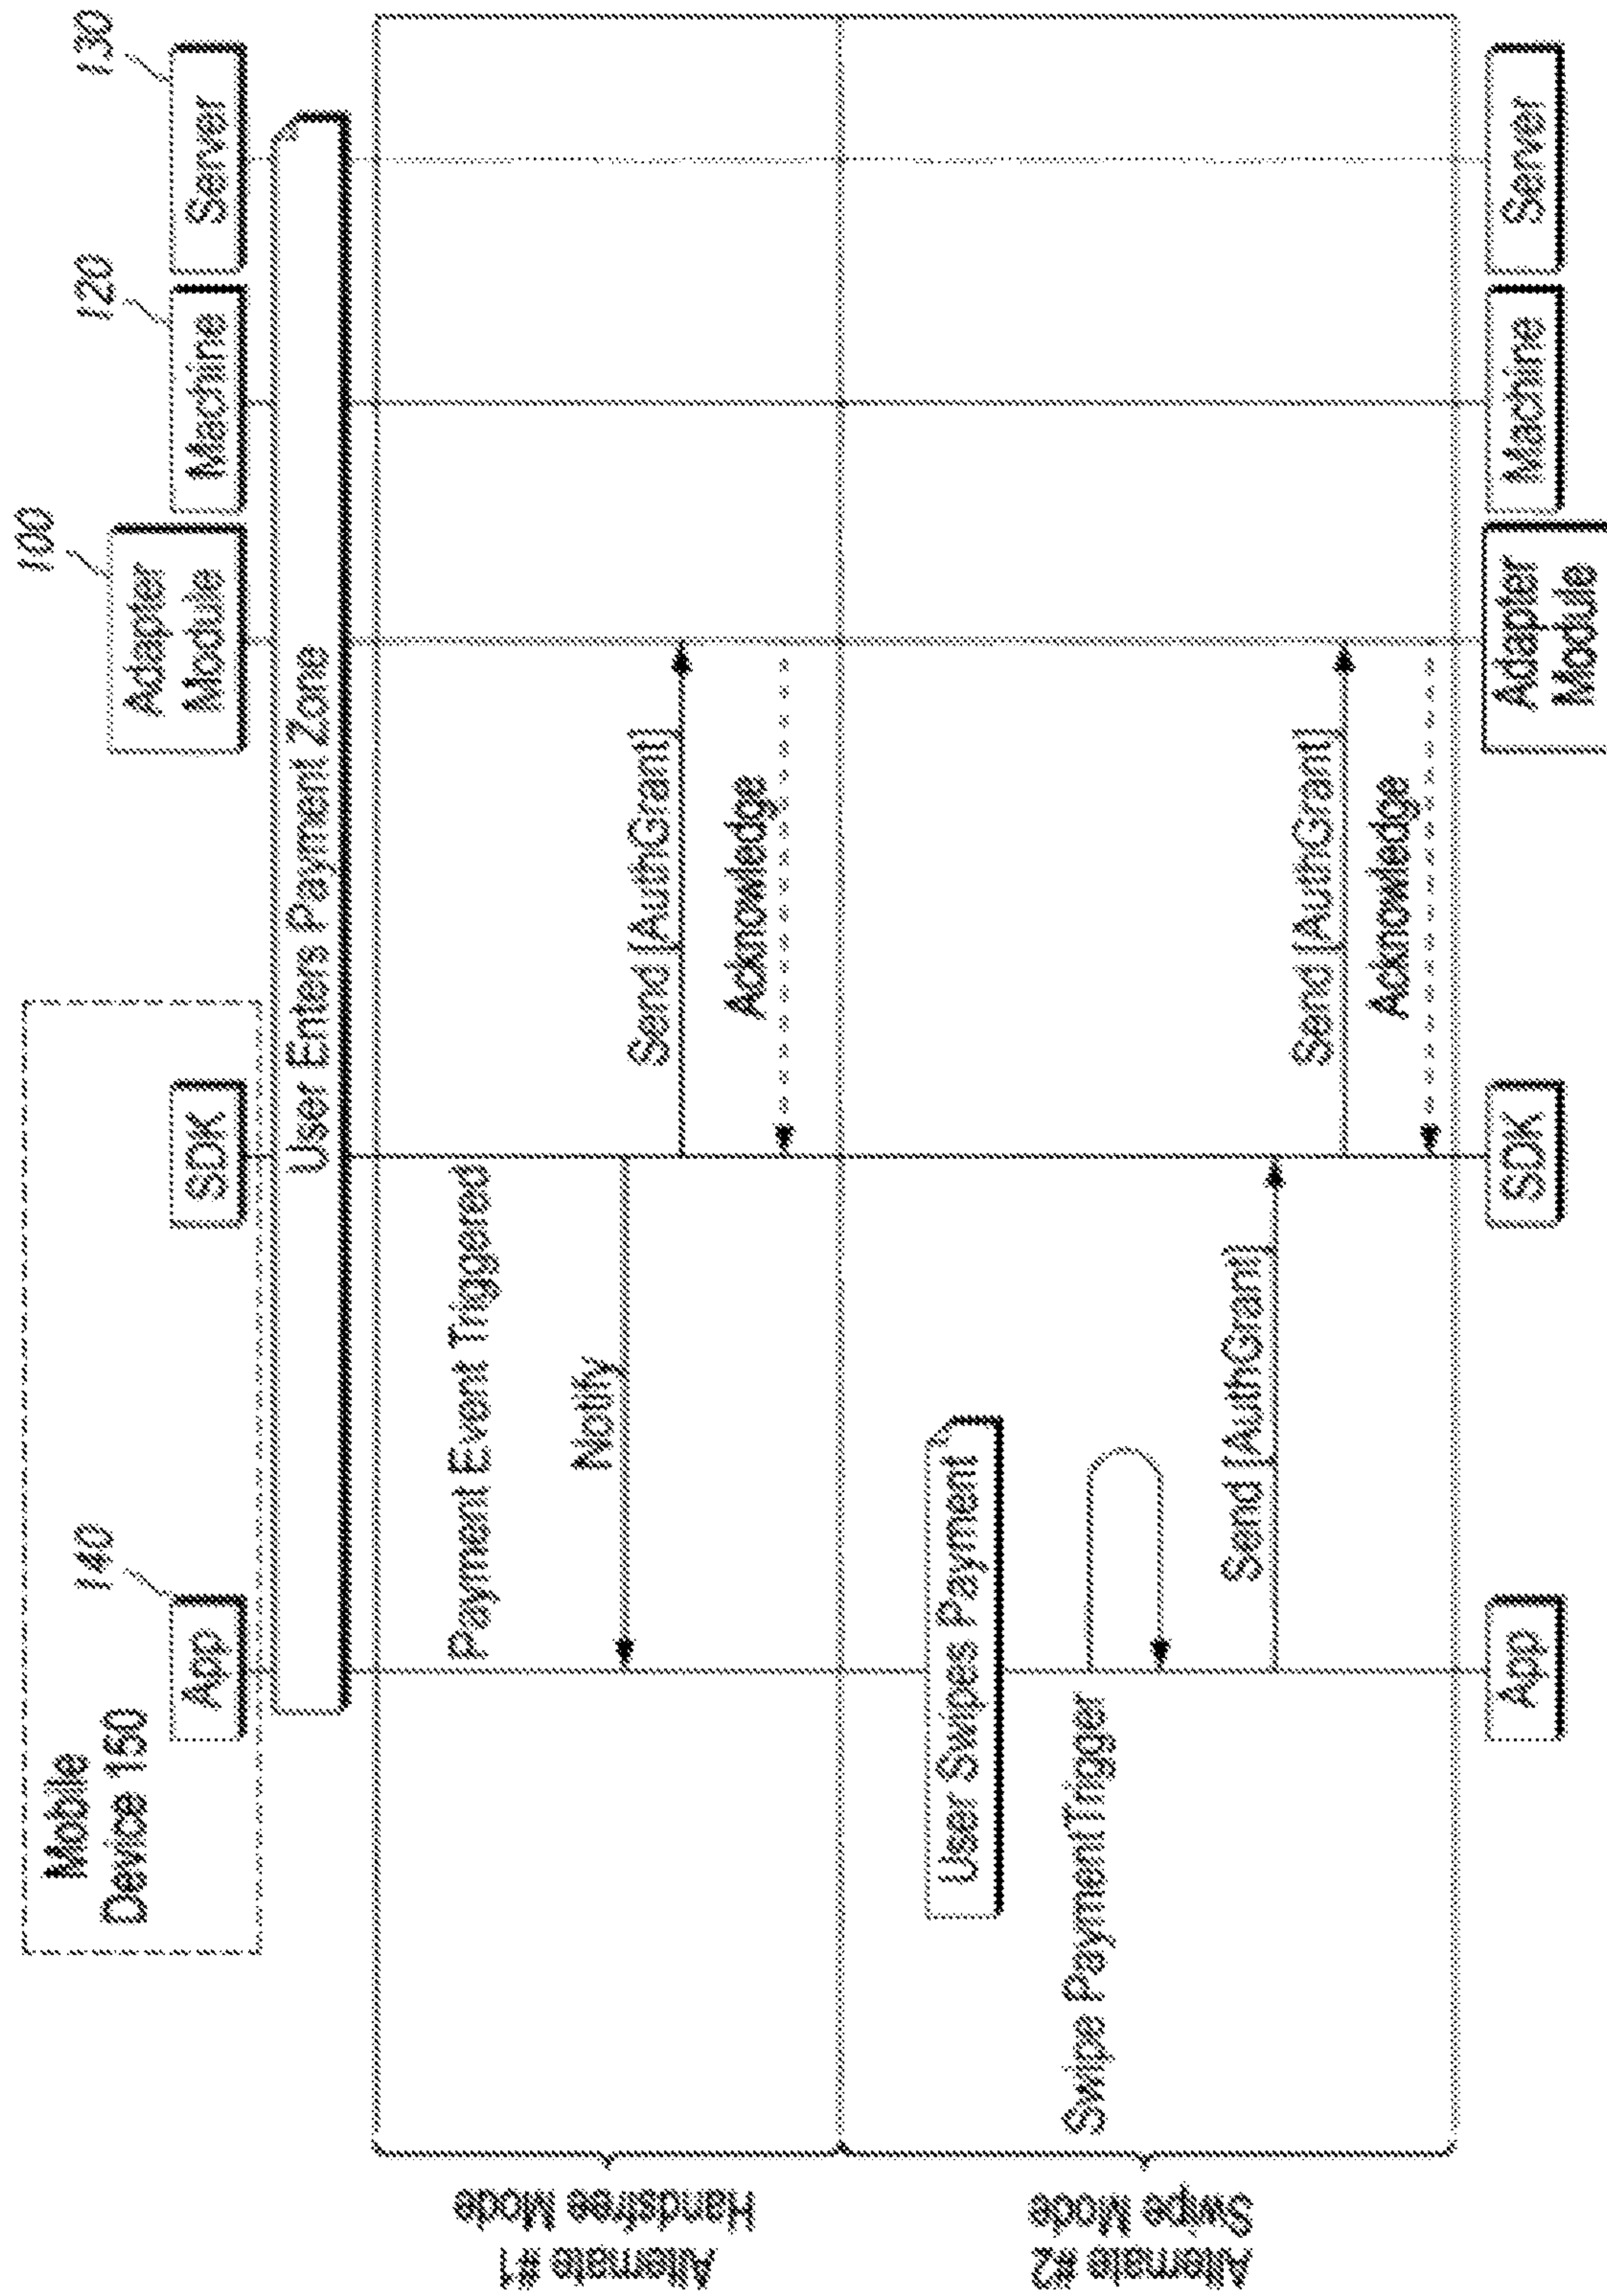 Mobile
Device 150
140
App
SDK
100
Adapter
Module
120
Machine
130
Server
User Enters Payment Zone
Alternate #1
Handsfree Mode
Payment Event Triggered
Notify
Send [AuthGrant]
Acknowledge
Alternate #2
Swipe Mode
User Swipes Payment
Swipe PaymentTrigger
Send [AuthGrant]
Send [AuthGrant]
Acknowledge
App
SDK
Adapter
Module
Machine
Server